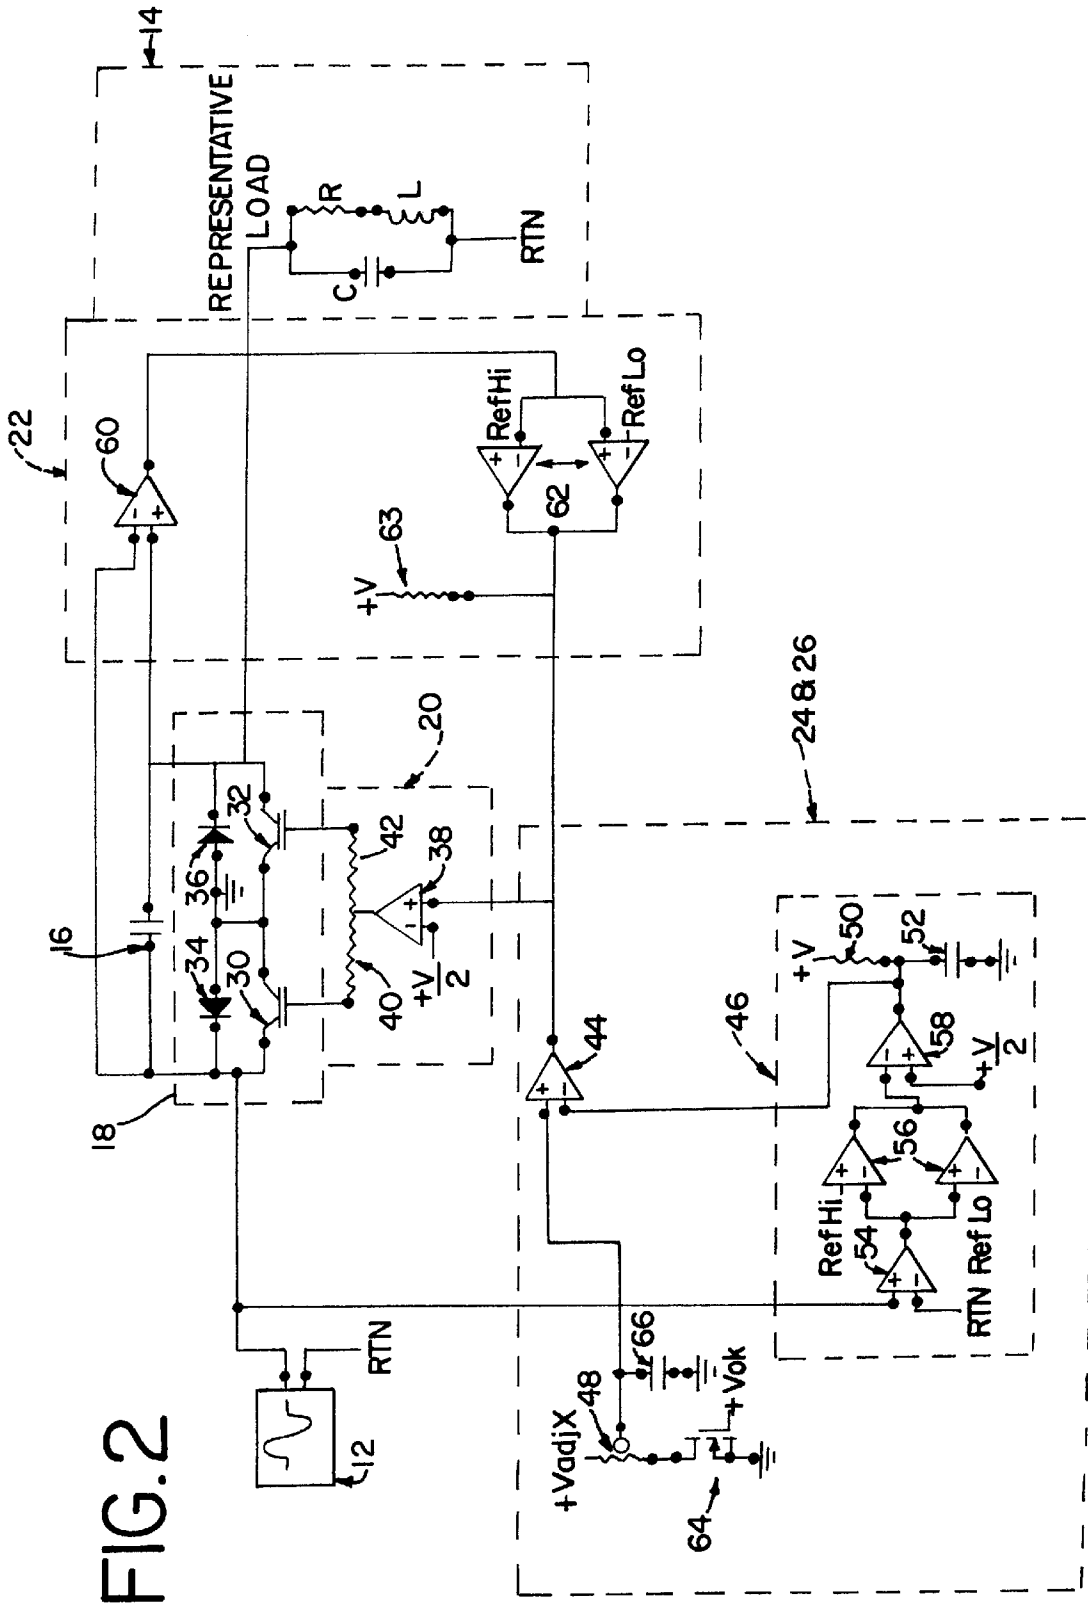 FIG.2
12
RTN
18
16
34
36
30
32
40
42
38
+V
2
20
22
60
63
+V
62
RefHi
RefLo
+
-
14
REPRESENTATIVE
LOAD
C
R
L
RTN
44
+
-
24 & 26
+VadjX
48
66
64
+Vok
46
RefHi
RefLo
54
RTN
56
58
+V
2
+V
50
52